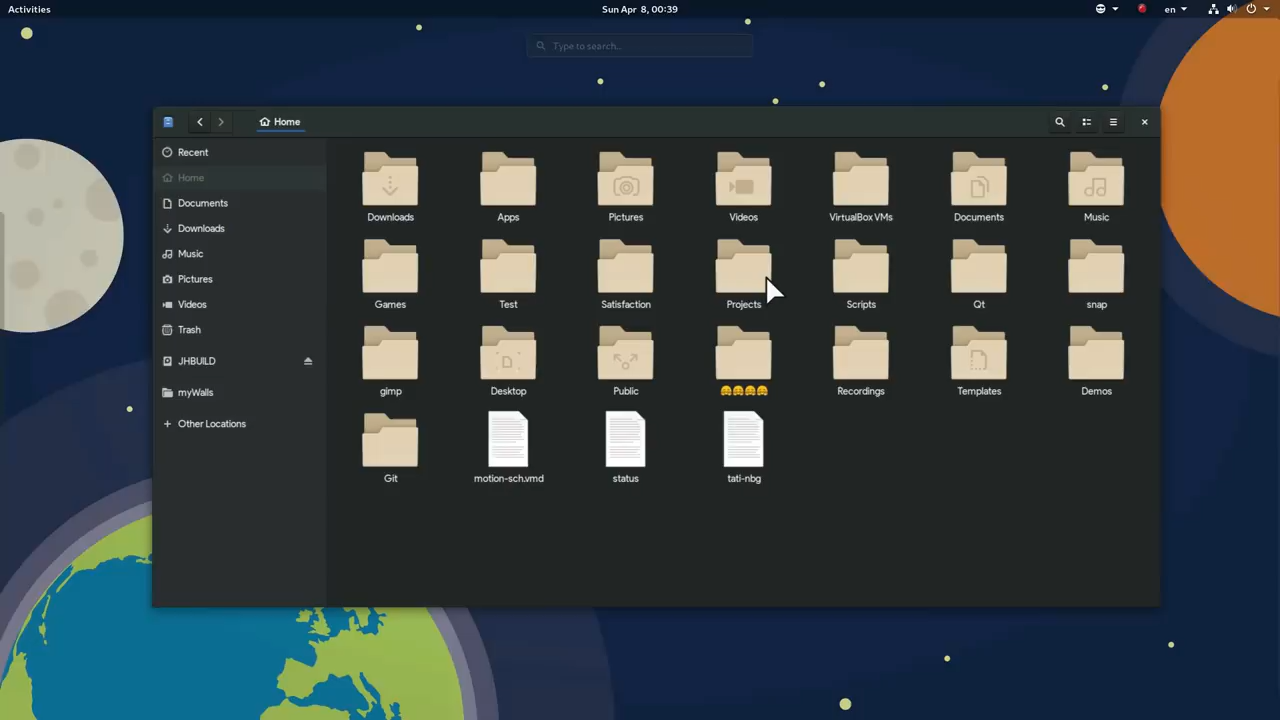 Activities
Sun Apr 8, 00:39
en
Type to search...
Home
Recent
Home
Documents
Downloads
Music
Pictures
Videos
Trash
JHBUILD
myWalls
Other Locations
Downloads
Apps
Pictures
Videos
VirtualBox VMs
Documents
Music
Games
Test
Satisfaction
Projects
Scripts
Qt
snap
gimp
Desktop
Public
🤗🤗🤗🤗
Recordings
Templates
Demos
Git
motion-sch.vmd
status
tati-nbg